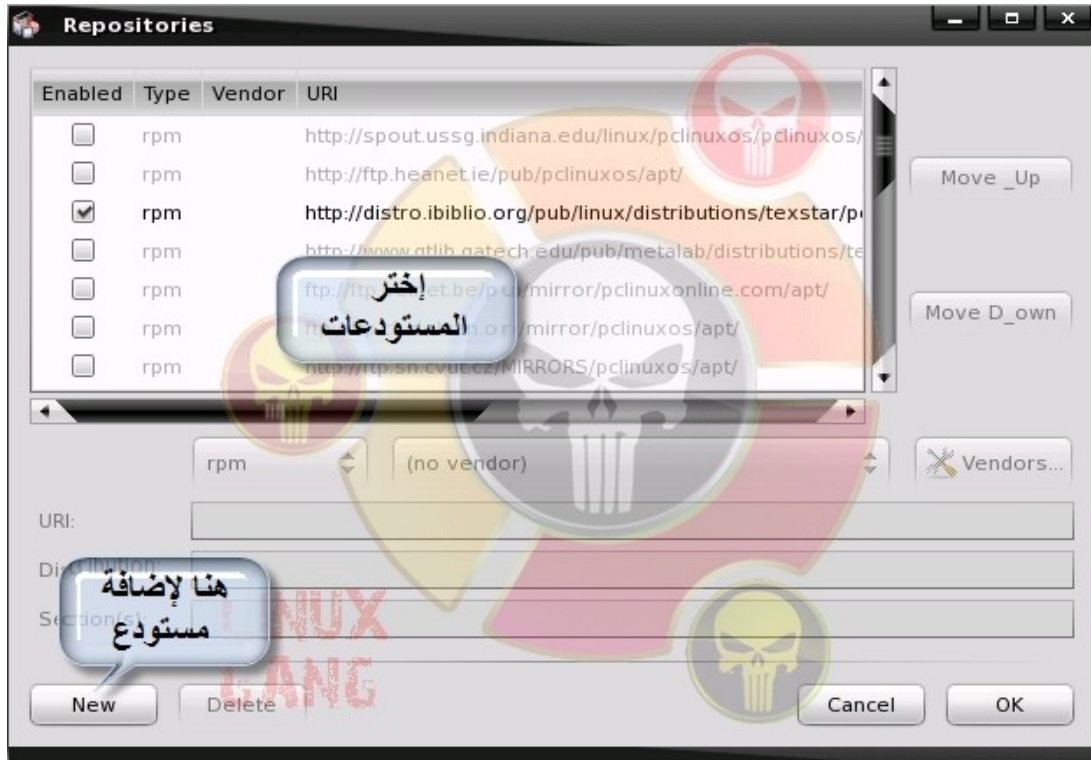 Repositories
Enabled Type Vendor URI
rpm http://spout.ussg.indiana.edu/linux/pclinuxos/pclinuxos/
rpm http://ftp.heanet.ie/pub/pclinuxos/apt/
Move _Up
rpm http://distro.ibiblio.org/pub/linux/distributions/texstar/p
rpm http://www.gtlib.gatech.edu/pub/metalab/distributions/te
rpm /mirror/pclinuxonline.com/apt/
Move D_own
rpm /mirror/pclinuxos/apt/
rpm http://ftp.sh.cvut.cz/MIRRORS/pclinuxos/apt/
إختر
المستودعات
rpm (no vendor) Vendors...
URI:
Distribution:
Section(s):
هنا لإضافة
مستودع
LINUX
GANG
New Delete Cancel OK